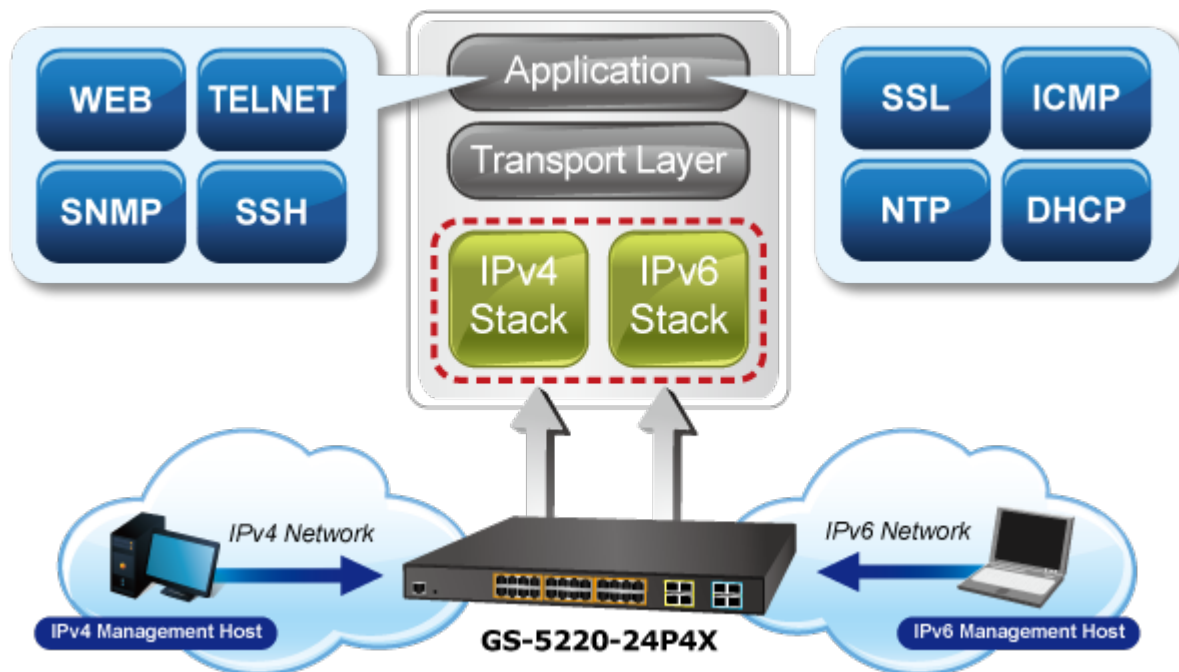 WEB
TELNET
SNMP
SSH
Application
Transport Layer
IPv4
Stack
IPv6
Stack
SSL
ICMP
NTP
DHCP
IPv4 Network
IPv4 Management Host
GS-5220-24P4X
IPv6 Network
IPv6 Management Host